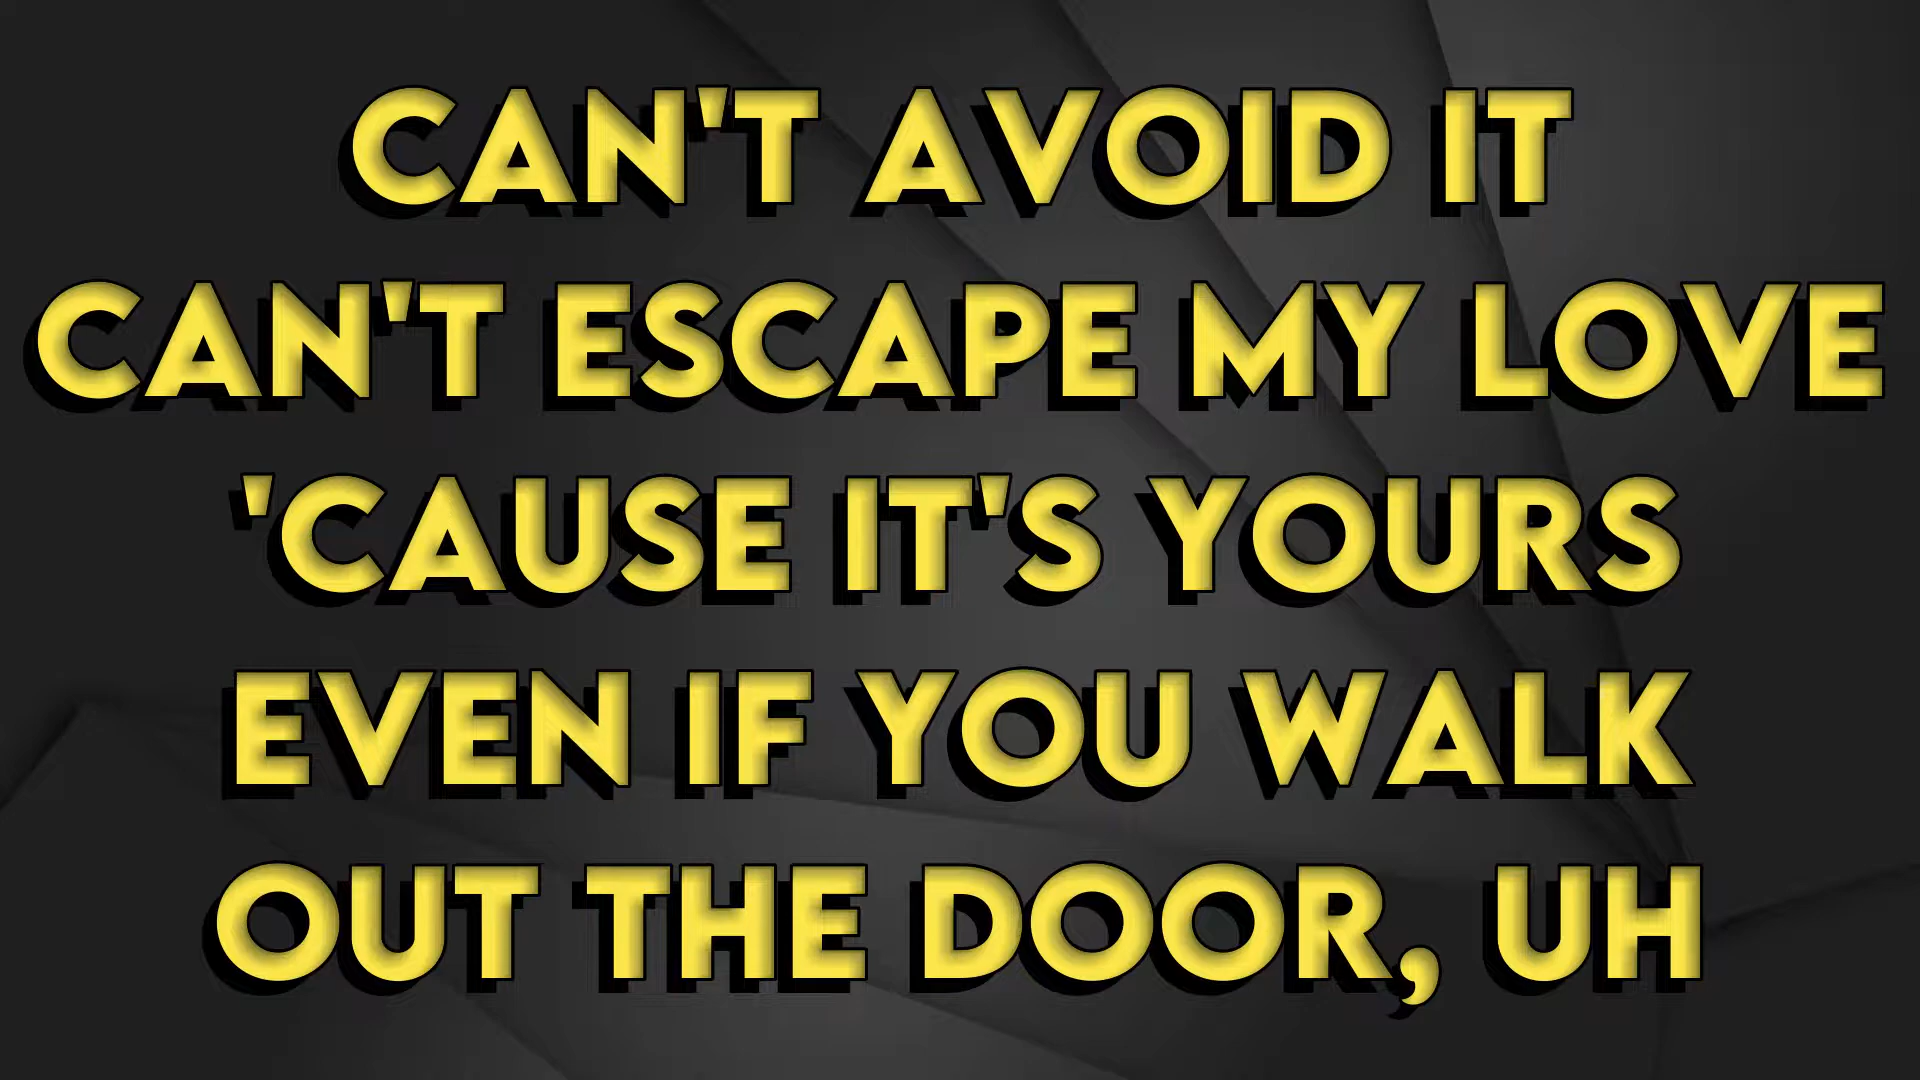 CAN'T AVOID IT
CAN'T ESCAPE MY LOVE
'CAUSE IT'S YOURS
EVEN IF YOU WALK
OUT THE DOOR, UH